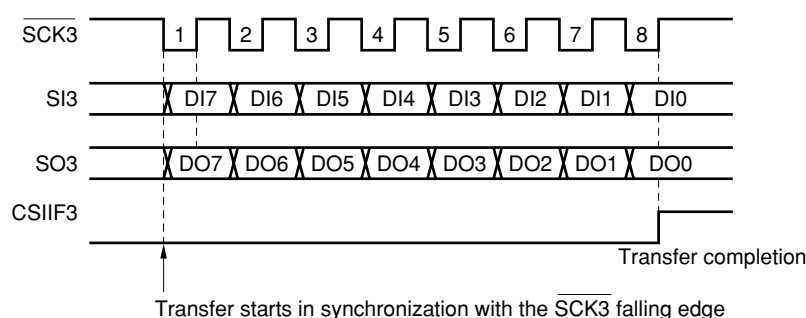 SCK3 1 2 3 4 5 6 7 8
SI3 DI7 DI6 DI5 DI4 DI3 DI2 DI1 DI0
SO3 DO7 DO6 DO5 DO4 DO3 DO2 DO1 DO0
CSIIF3
Transfer completion
Transfer starts in synchronization with the SCK3 falling edge